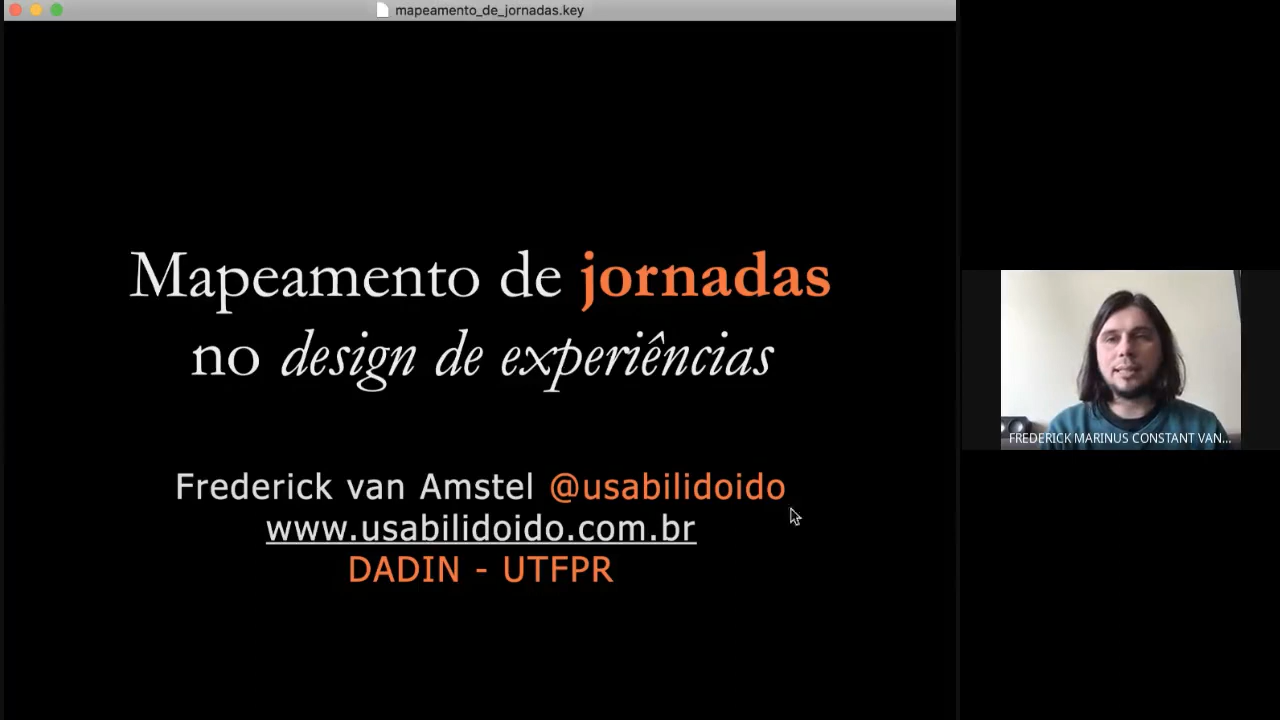 mapeamento_de_jornadas.key
Mapeamento de jornadas
no design de experiências
Frederick van Amstel @usabilidoido
www.usabilidoido.com.br
DADIN - UTFPR
FREDERICK MARINUS CONSTANT VAN...